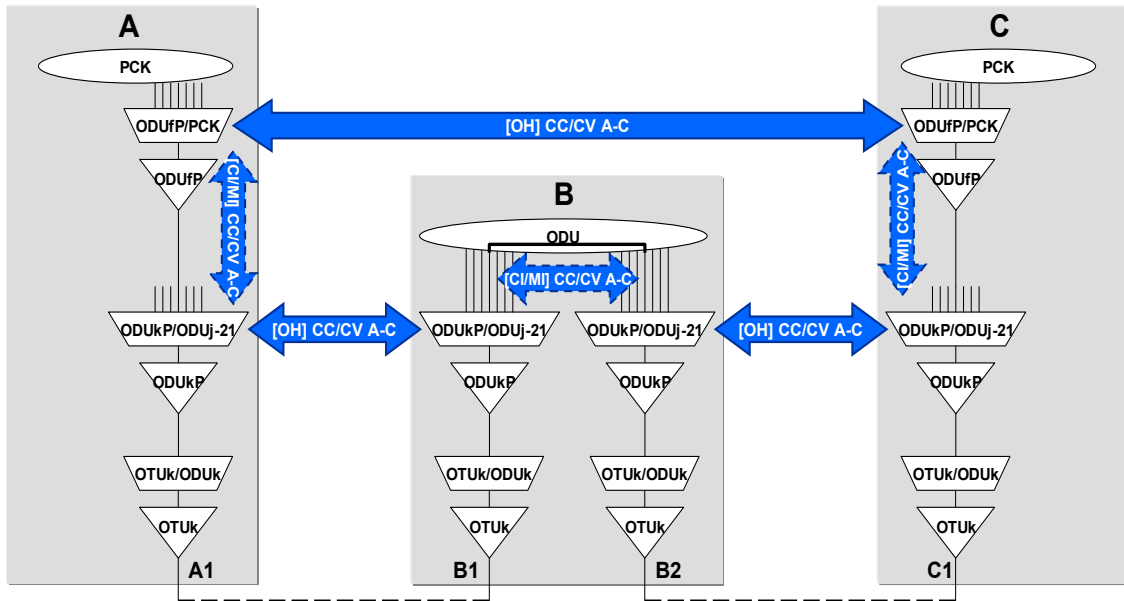 A
C
PCK
PCK
ODUfP/PCK
[OH] CC/CV A-C
ODUfP/PCK
ODUfP
[CI/MI] CC/CV A-C
[CI/MI] CC/CV A-C
ODUfP
B
ODU
[CI/MI] CC/CV A-C
ODUkP/ODUj-21
[OH] CC/CV A-C
ODUkP/ODUj-21
ODUkP/ODUj-21
[OH] CC/CV A-C
ODUkP/ODUj-21
ODUkP
ODUkP
ODUkP
ODUkP
OTUk/ODUk
OTUk/ODUk
OTUk/ODUk
OTUk/ODUk
OTUk
OTUk
OTUk
OTUk
A1
B1
B2
C1